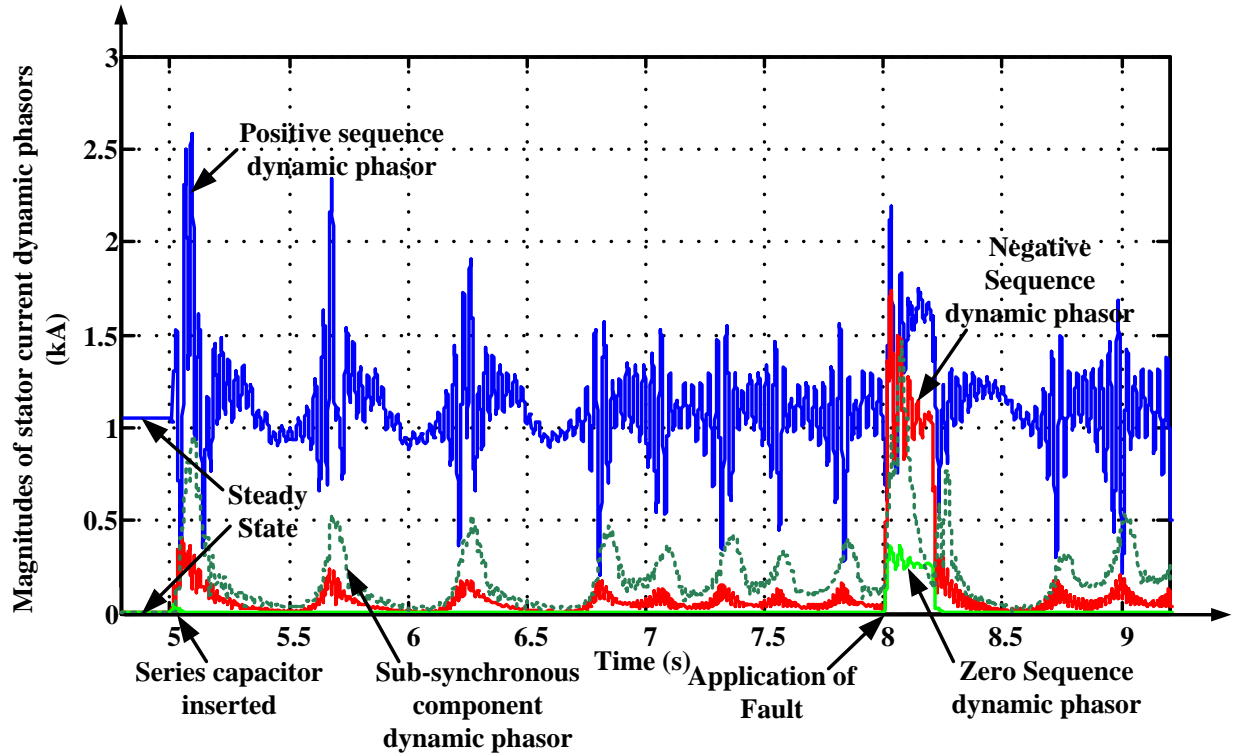 Magnitudes of stator current dynamic phasors
(kA)
3
2.5
2
1.5
1
0.5
0
Positive sequence
dynamic phasor
Negative
Sequence
dynamic phasor
Steady
State
5
5.5
6
6.5
7
7.5
8
8.5
9
Time (s)
Series capacitor
inserted
Sub-synchronous
component
dynamic phasor
Application of
Fault
Zero Sequence
dynamic phasor